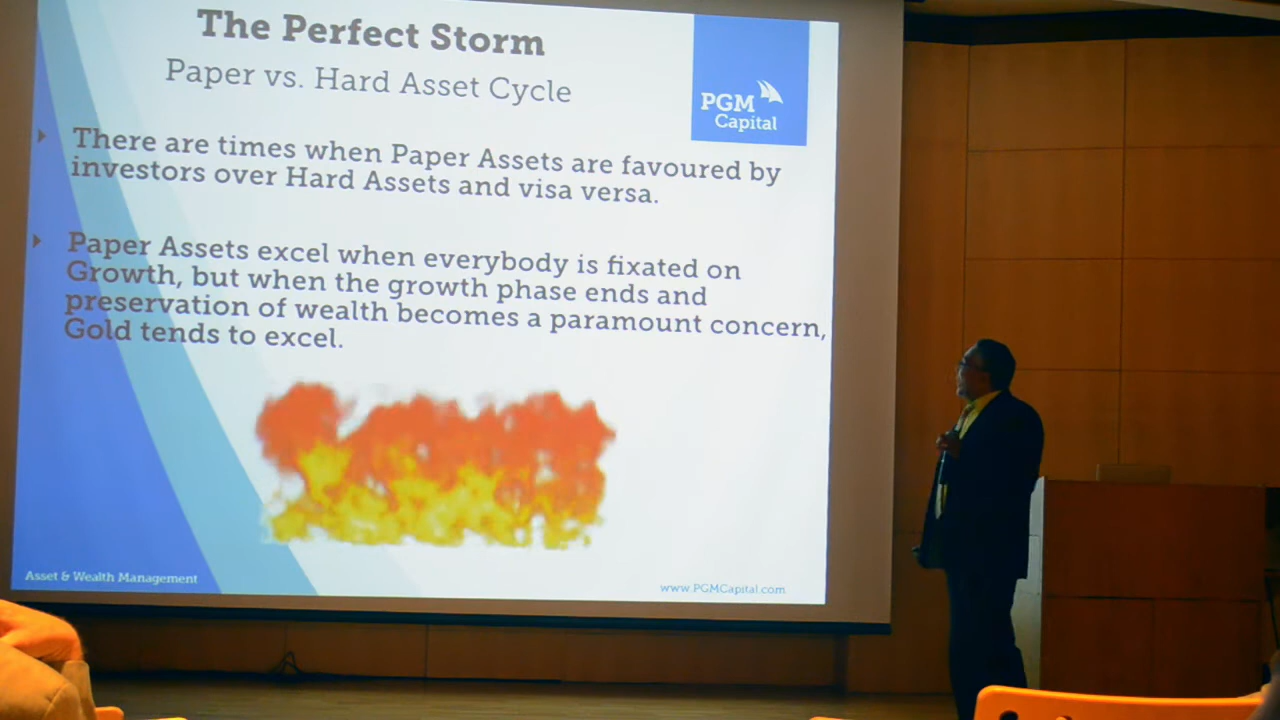 The Perfect Storm
Paper vs. Hard Asset Cycle
PGM
Capital
There are times when Paper Assets are favoured by
investors over Hard Assets and visa versa.
Paper Assets excel when everybody is fixated on
Growth, but when the growth phase ends and
preservation of wealth becomes a paramount concern,
Gold tends to excel.
Asset & Wealth Management
www.PGMCapital.com